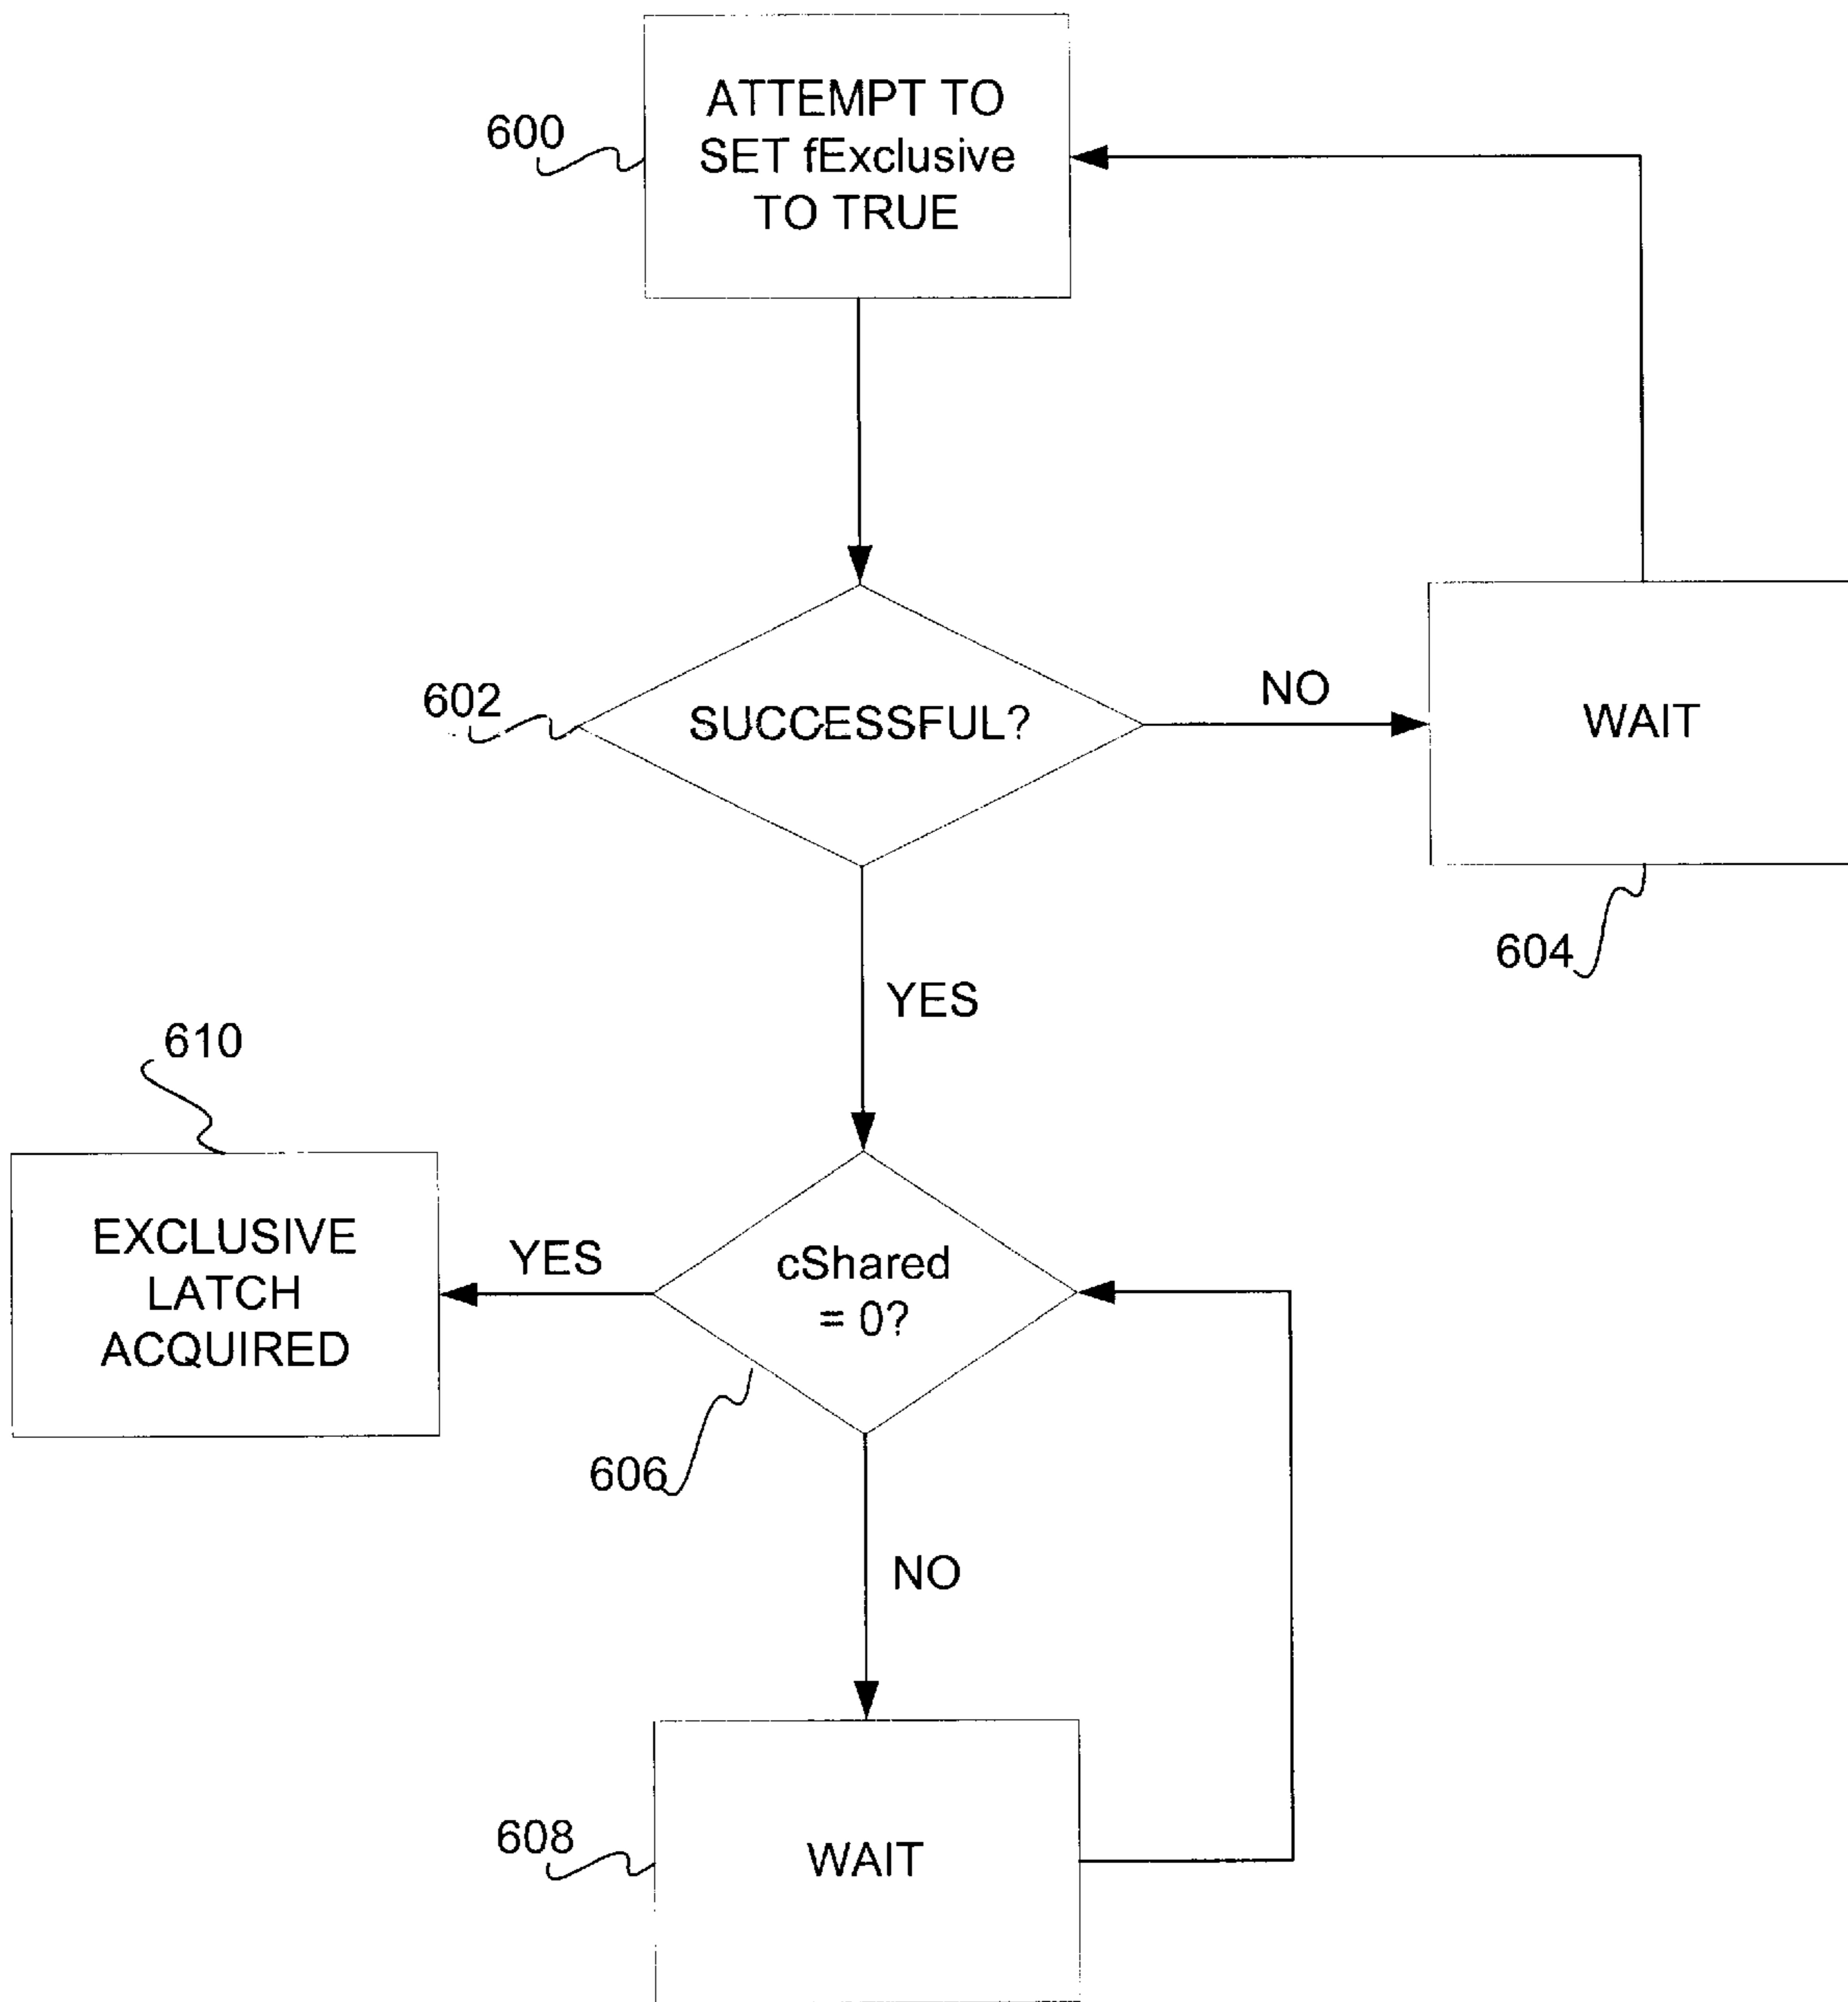 ATTEMPT TO
SET fExclusive
TO TRUE
600
602
SUCCESSFUL?
NO
WAIT
604
YES
610
EXCLUSIVE
LATCH
ACQUIRED
YES
cShared
= 0?
606
NO
608
WAIT